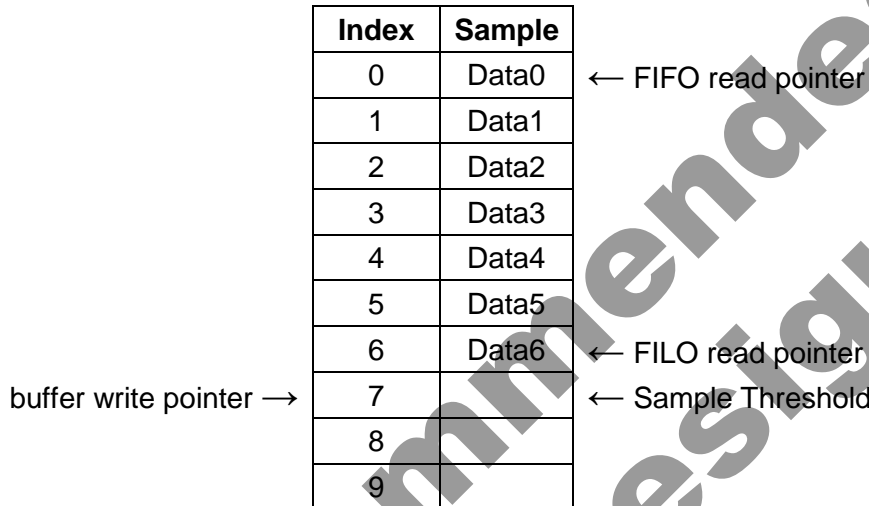 Index Sample
0 Data0 ← FIFO read pointer
1 Data1
2 Data2
3 Data3
4 Data4
5 Data5
6 Data6 ← FILO read pointer
buffer write pointer → 7 ← Sample Threshold
8
9